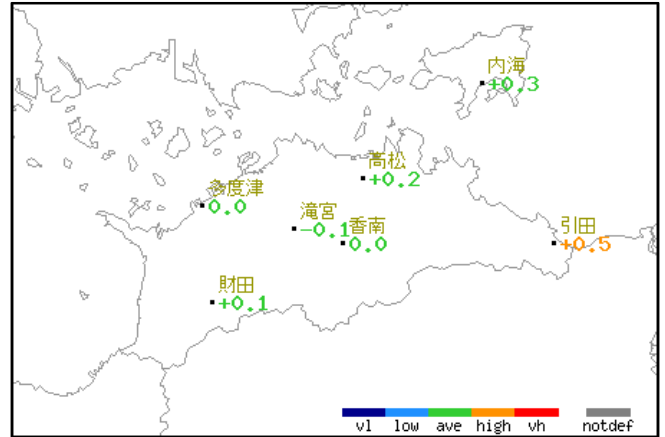 内海
+0.3
高松
+0.2
多度津
0.0
滝宮
-0.1
香南
0.0
引田
+0.5
財田
+0.1
vl low ave high vh notdef